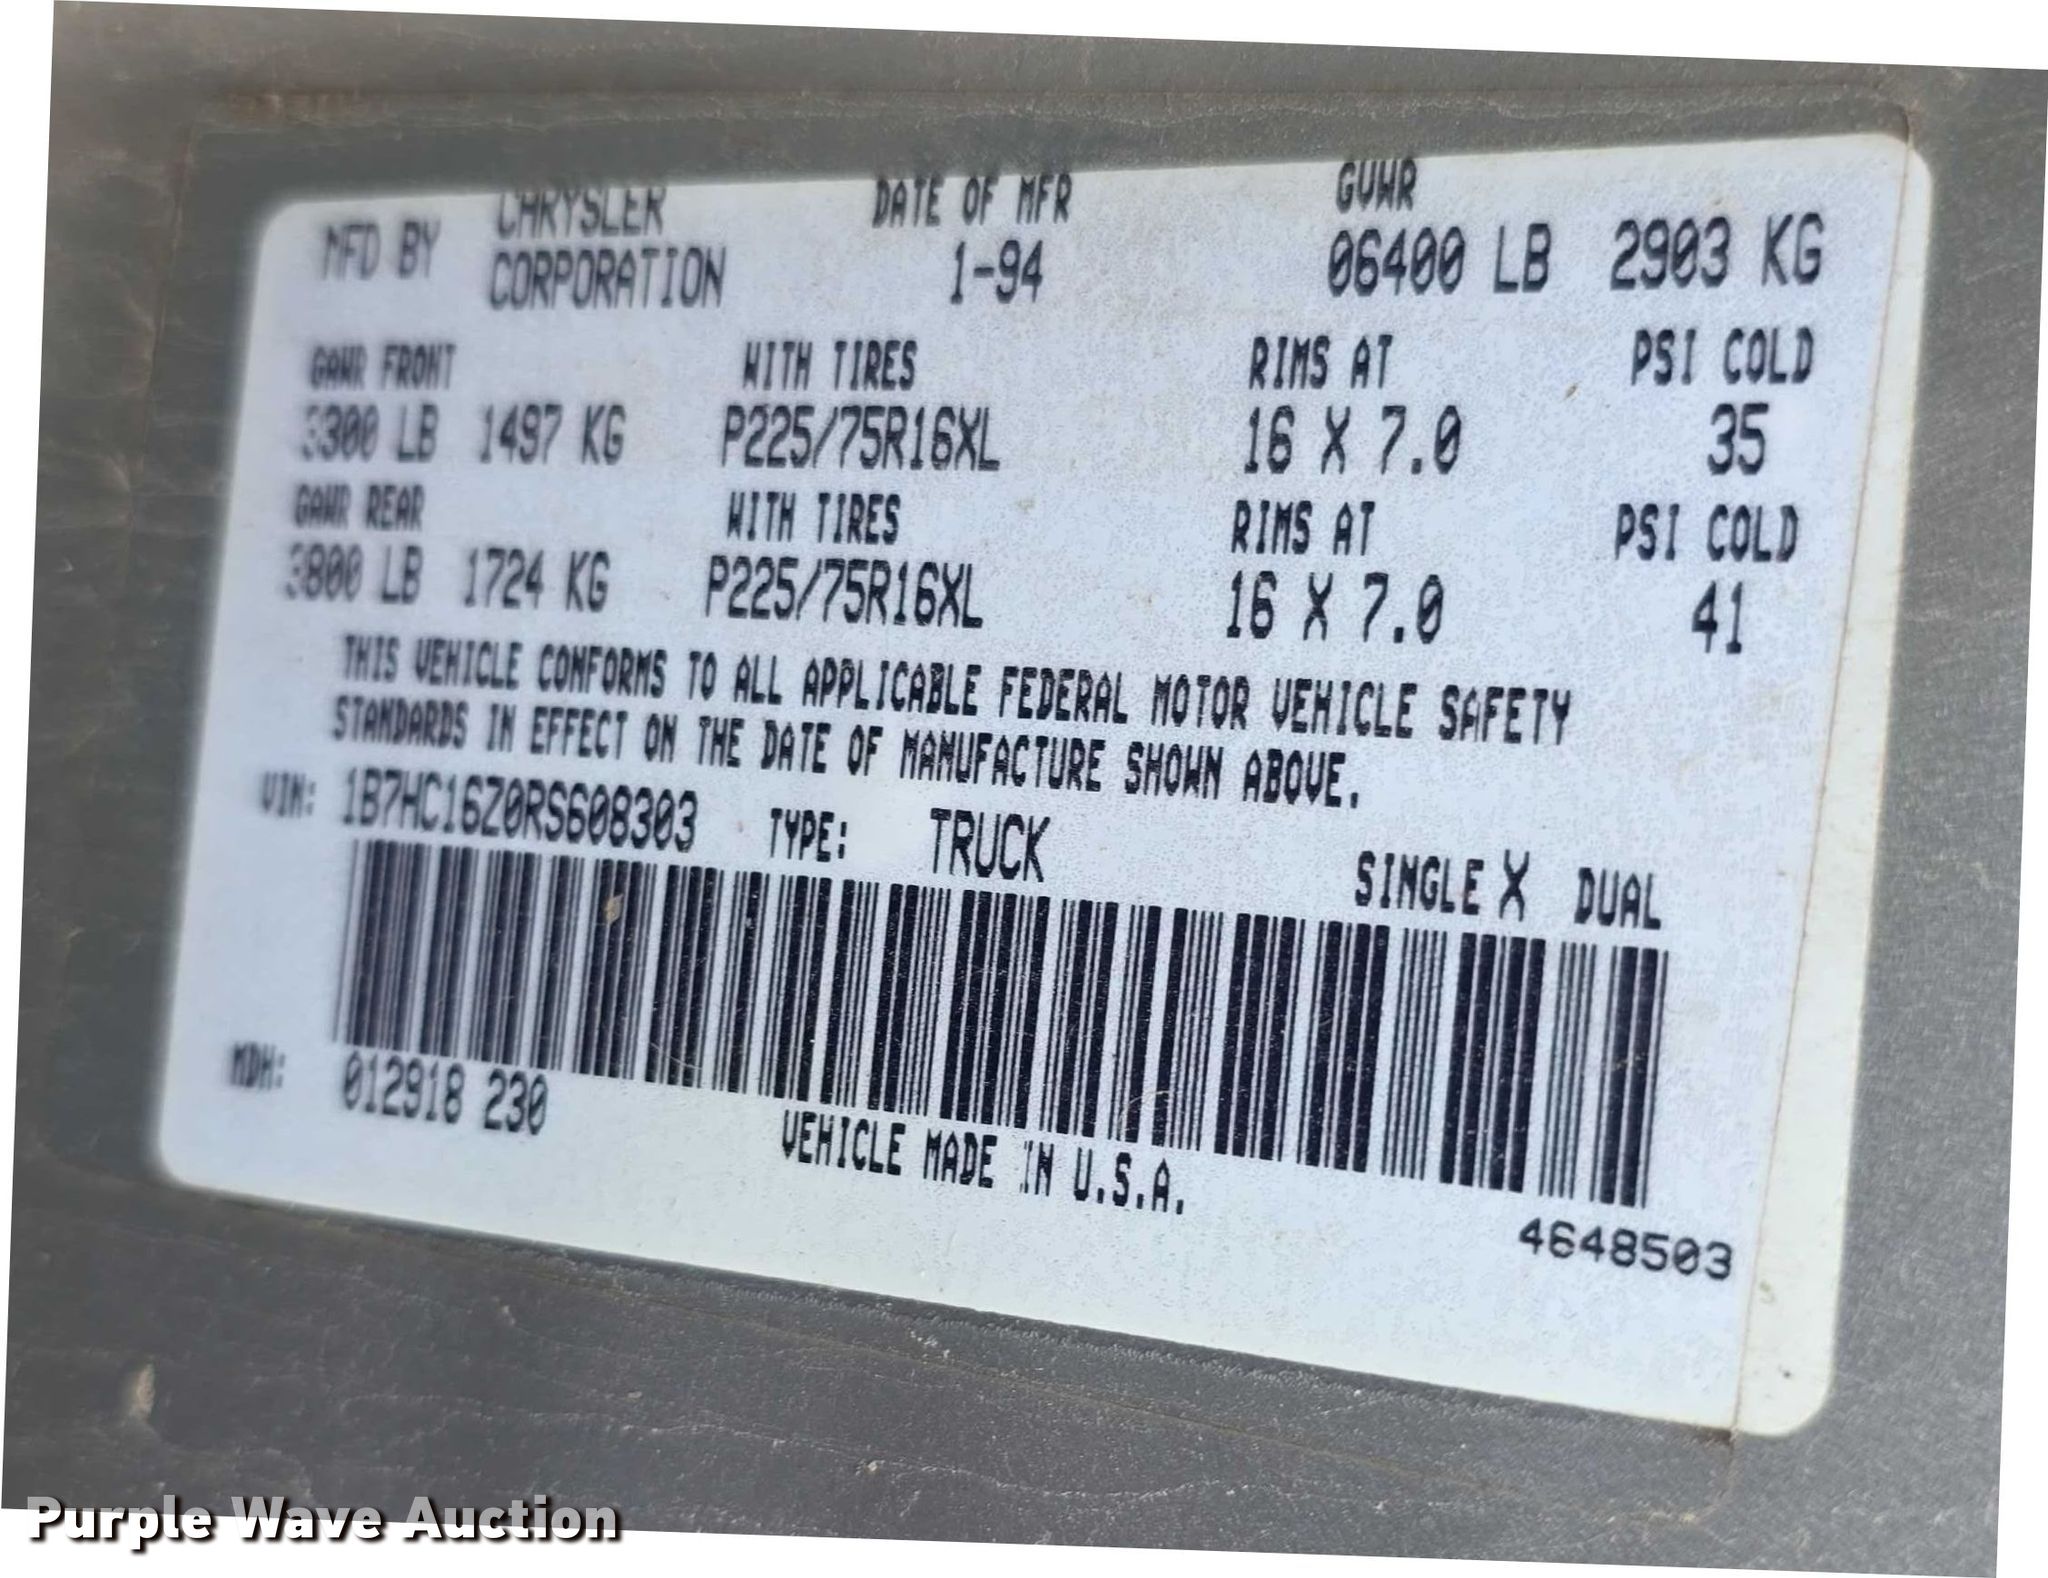 CHRYSLER DATE OF MFR GVWR
MFD BY CORPORATION 1-94 06400 LB 2903 KG
GAWR FRONT WITH TIRES RIMS AT PSI COLD
3300 LB 1497 KG P225/75R16XL 16 X 7.0 35
GAWR REAR WITH TIRES RIMS AT PSI COLD
3800 LB 1724 KG P225/75R16XL 16 X 7.0 41
THIS VEHICLE CONFORMS TO ALL APPLICABLE FEDERAL MOTOR VEHICLE SAFETY
STANDARDS IN EFFECT ON THE DATE OF MANUFACTURE SHOWN ABOVE.
VIN: 1B7HC16Z0RS608303 TYPE: TRUCK SINGLE X DUAL
MDH: 012918 230
VEHICLE MADE IN U.S.A.
4648503
Purple Wave Auction